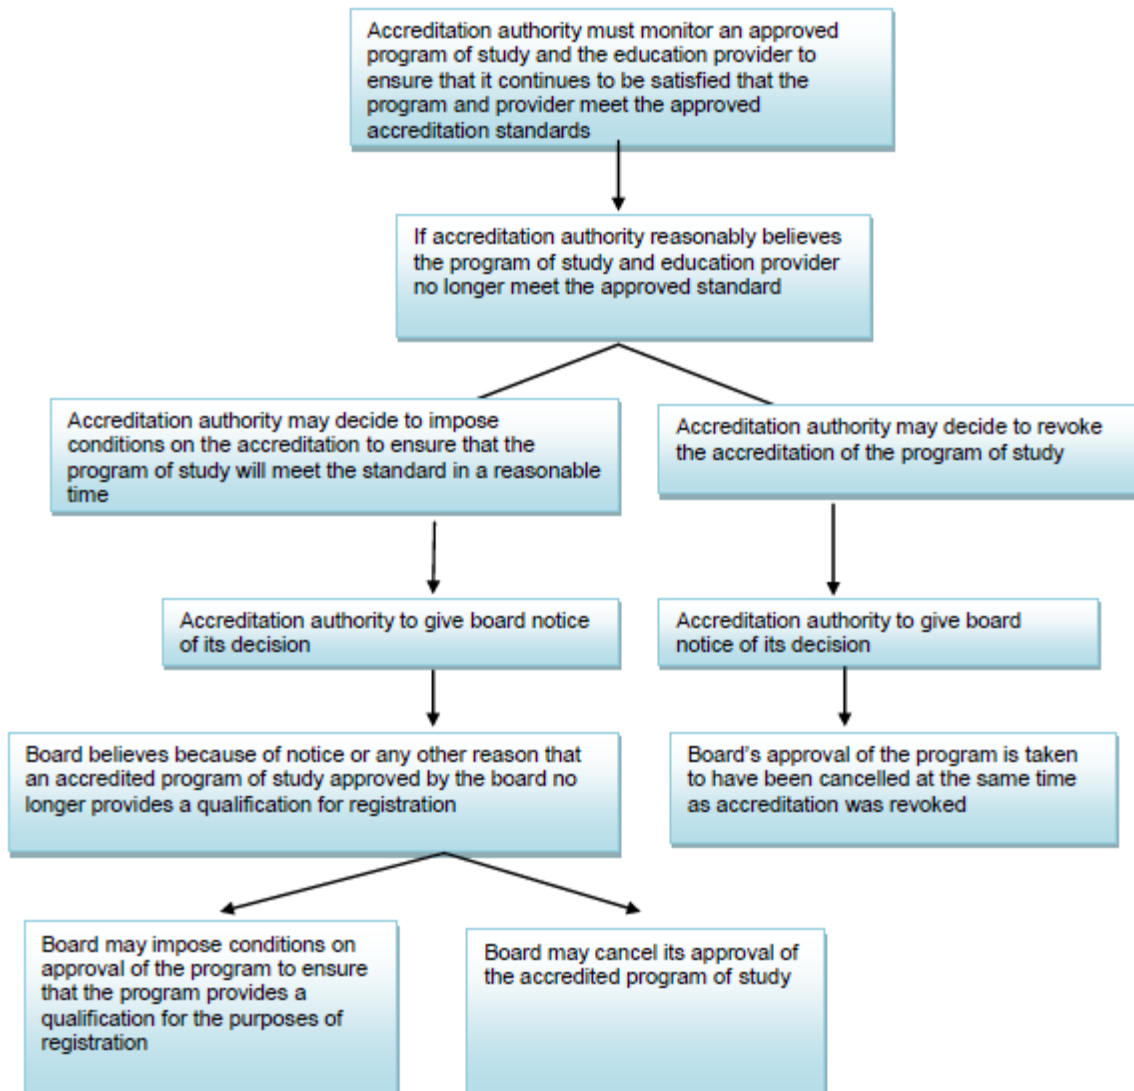 Accreditation authority must monitor an approved
program of study and the education provider to
ensure that it continues to be satisfied that the
program and provider meet the approved
accreditation standards
If accreditation authority reasonably believes
the program of study and education provider
no longer meet the approved standard
Accreditation authority may decide to impose
conditions on the accreditation to ensure that the
program of study will meet the standard in a reasonable
time
Accreditation authority may decide to revoke
the accreditation of the program of study
Accreditation authority to give board notice
of its decision
Accreditation authority to give board
notice of its decision
Board believes because of notice or any other reason that
an accredited program of study approved by the board no
longer provides a qualification for registration
Board's approval of the program is taken
to have been cancelled at the same time
as accreditation was revoked
Board may impose conditions on
approval of the program to ensure
that the program provides a
qualification for the purposes of
registration
Board may cancel its approval of
the accredited program of study